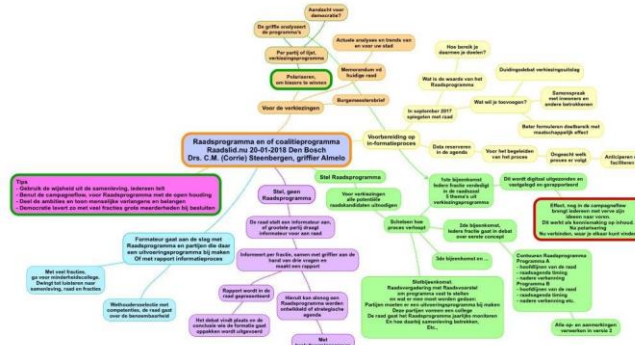 Aandacht voor
democratie?
De griffie analyseert
de programma's
Actuele analyses en trends van
en voor uw stad
Per partij of lijst,
verkiezingsprogramma
Memorandum vd
huidige raad
Polariseren,
om kiezers te winnen
Burgemeestersbrief
Voor de verkiezingen
Raadsprogramma en of coalitieprogramma
Raadslid.nu 20-01-2018 Den Bosch
Drs. C.M. (Corrie) Steenbergen, griffier Almelo
Voorbereiding op
in-formatieproces
In september 2017
spiegelen met raad
Hoe bereik je
daarmee je doelen?
Wat is de waarde van het
Raadsprogramma
Wat wil je toevoegen?
Duidingsdebat verkiezingsuitslag
Samenspraak
met inwoners en
andere betrokkenen
Beter formuleren doelbereik met
maatschappelijk effect
Data reserveren
in de agenda
Voor het begeleiden
van het proces
Ongeacht welk
proces er volgt
Anticiperen en
faciliteren
Tips
- Gebruik de wijsheid uit de samenleving, iedereen telt
- Benut de campagneflow, voor Raadsprogramma met de open houding
- Deel de ambities en toon menselijke verlangens en belangen
- Democratie levert zo met veel fracties grote meerderheden bij besluiten
Formateur gaat aan de slag met
Raadsprogramma en partijen die daar
een uitvoeringsprogramma bij maken
Of met rapport informatieproces
Met veel fracties,
ga voor minderheidscollege.
Dwingt tot luisteren naar
samenleving, raad en fracties
Wethoudersselectie met
competenties, de raad gaat
over de benoembaarheid
Stel, geen
Raadsprogramma
De raad stelt een informateur aan,
of grootste partij draagt
informateur voor aan raad
Informeert per fractie, samen met griffier aan de
hand van drie vragen en
maakt een rapport
Rapport wordt in de
raad gepresenteerd
Het debat vindt plaats en de
conclusie wie de formatie gaat
oppakken wordt uitgevoerd
Hieruit kan alsnog een
Raadsprogramma worden
ontwikkeld of strategische
agenda
Met
Stel Raadsprogramma
Voor verkiezingen
alle potentiële
raadskandidaten uitnodigen
Schetsen hoe
proces verloopt
1ste bijeenkomst
Iedere fractie verdedigt
in de raadszaal
5 thema's uit
verkiezingsprogramma
Dit wordt digitaal uitgezonden en
vastgelegd en gerapporteerd
Effect, nog in de campagneflow
brengt iedereen met verve zijn
ideeën naar voren.
Dit werkt als kennismaking op inhoud.
Nu polarisering
Nu verbinden, waar je elkaar kunt vinden
2de bijeenkomst.
Iedere fractie gaat in debat
over eerste concept
Contouren Raadsprogramma
Programma A
- hoofdlijnen van de raad
- raadsagenda timing
- nadere verkenning
Programma B
- hoofdlijnen van de raad
- raadsagenda timing
- nadere verkenning etc.
Alle op- en aanmerkingen
verwerken in versie 2
3de bijeenkomst en ...
Slotbijeenkomst.
Raadsvergadering met Raadsvoorstel
om programma vast te stellen
en wat er mee moet worden gedaan:
Partijen moeten er een uitvoeringsprogramma bij maken
Deze partijen vormen een college
De raad gaat het Raadsprogramma jaarlijks monitoren
En hoe daarbij samenleving betrekken,
Etc.,